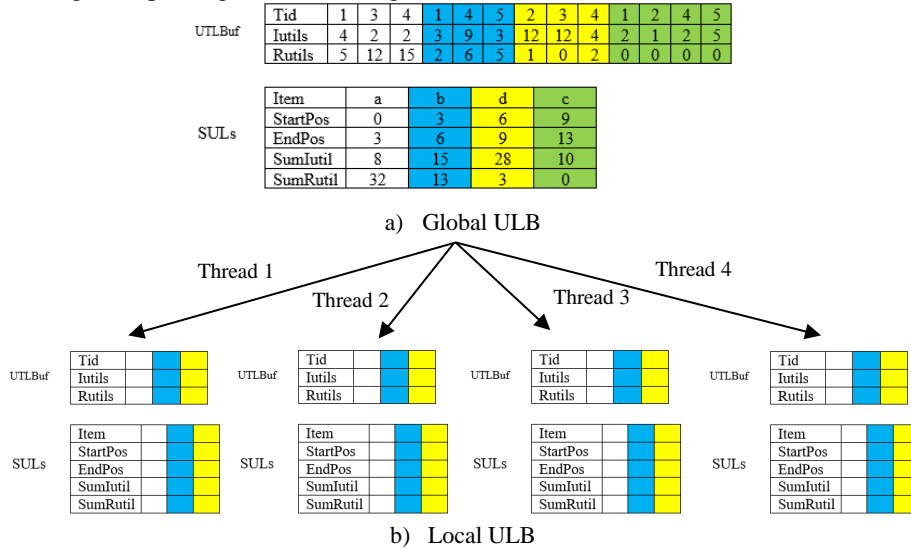 Tid 1 3 4 1 4 5 2 3 4 1 2 4 5
UTLBuf Iutils 4 2 2 3 9 3 12 12 4 2 1 2 5
Rutils 5 12 15 2 6 5 1 0 2 0 0 0 0
Item a b d c
StartPos 0 3 6 9
SULs EndPos 3 6 9 13
SumIutil 8 15 28 10
SumRutil 32 13 3 0
a) Global ULB
Thread 1 Thread 2 Thread 3 Thread 4
Tid Tid Tid Tid
UTLBuf Iutils UTLBuf Iutils UTLBuf Iutils UTLBuf Iutils
Rutils Rutils Rutils Rutils
Item Item Item Item
StartPos StartPos StartPos StartPos
SULs EndPos SULs EndPos SULs EndPos SULs EndPos
SumIutil SumIutil SumIutil SumIutil
SumRutil SumRutil SumRutil SumRutil
b) Local ULB